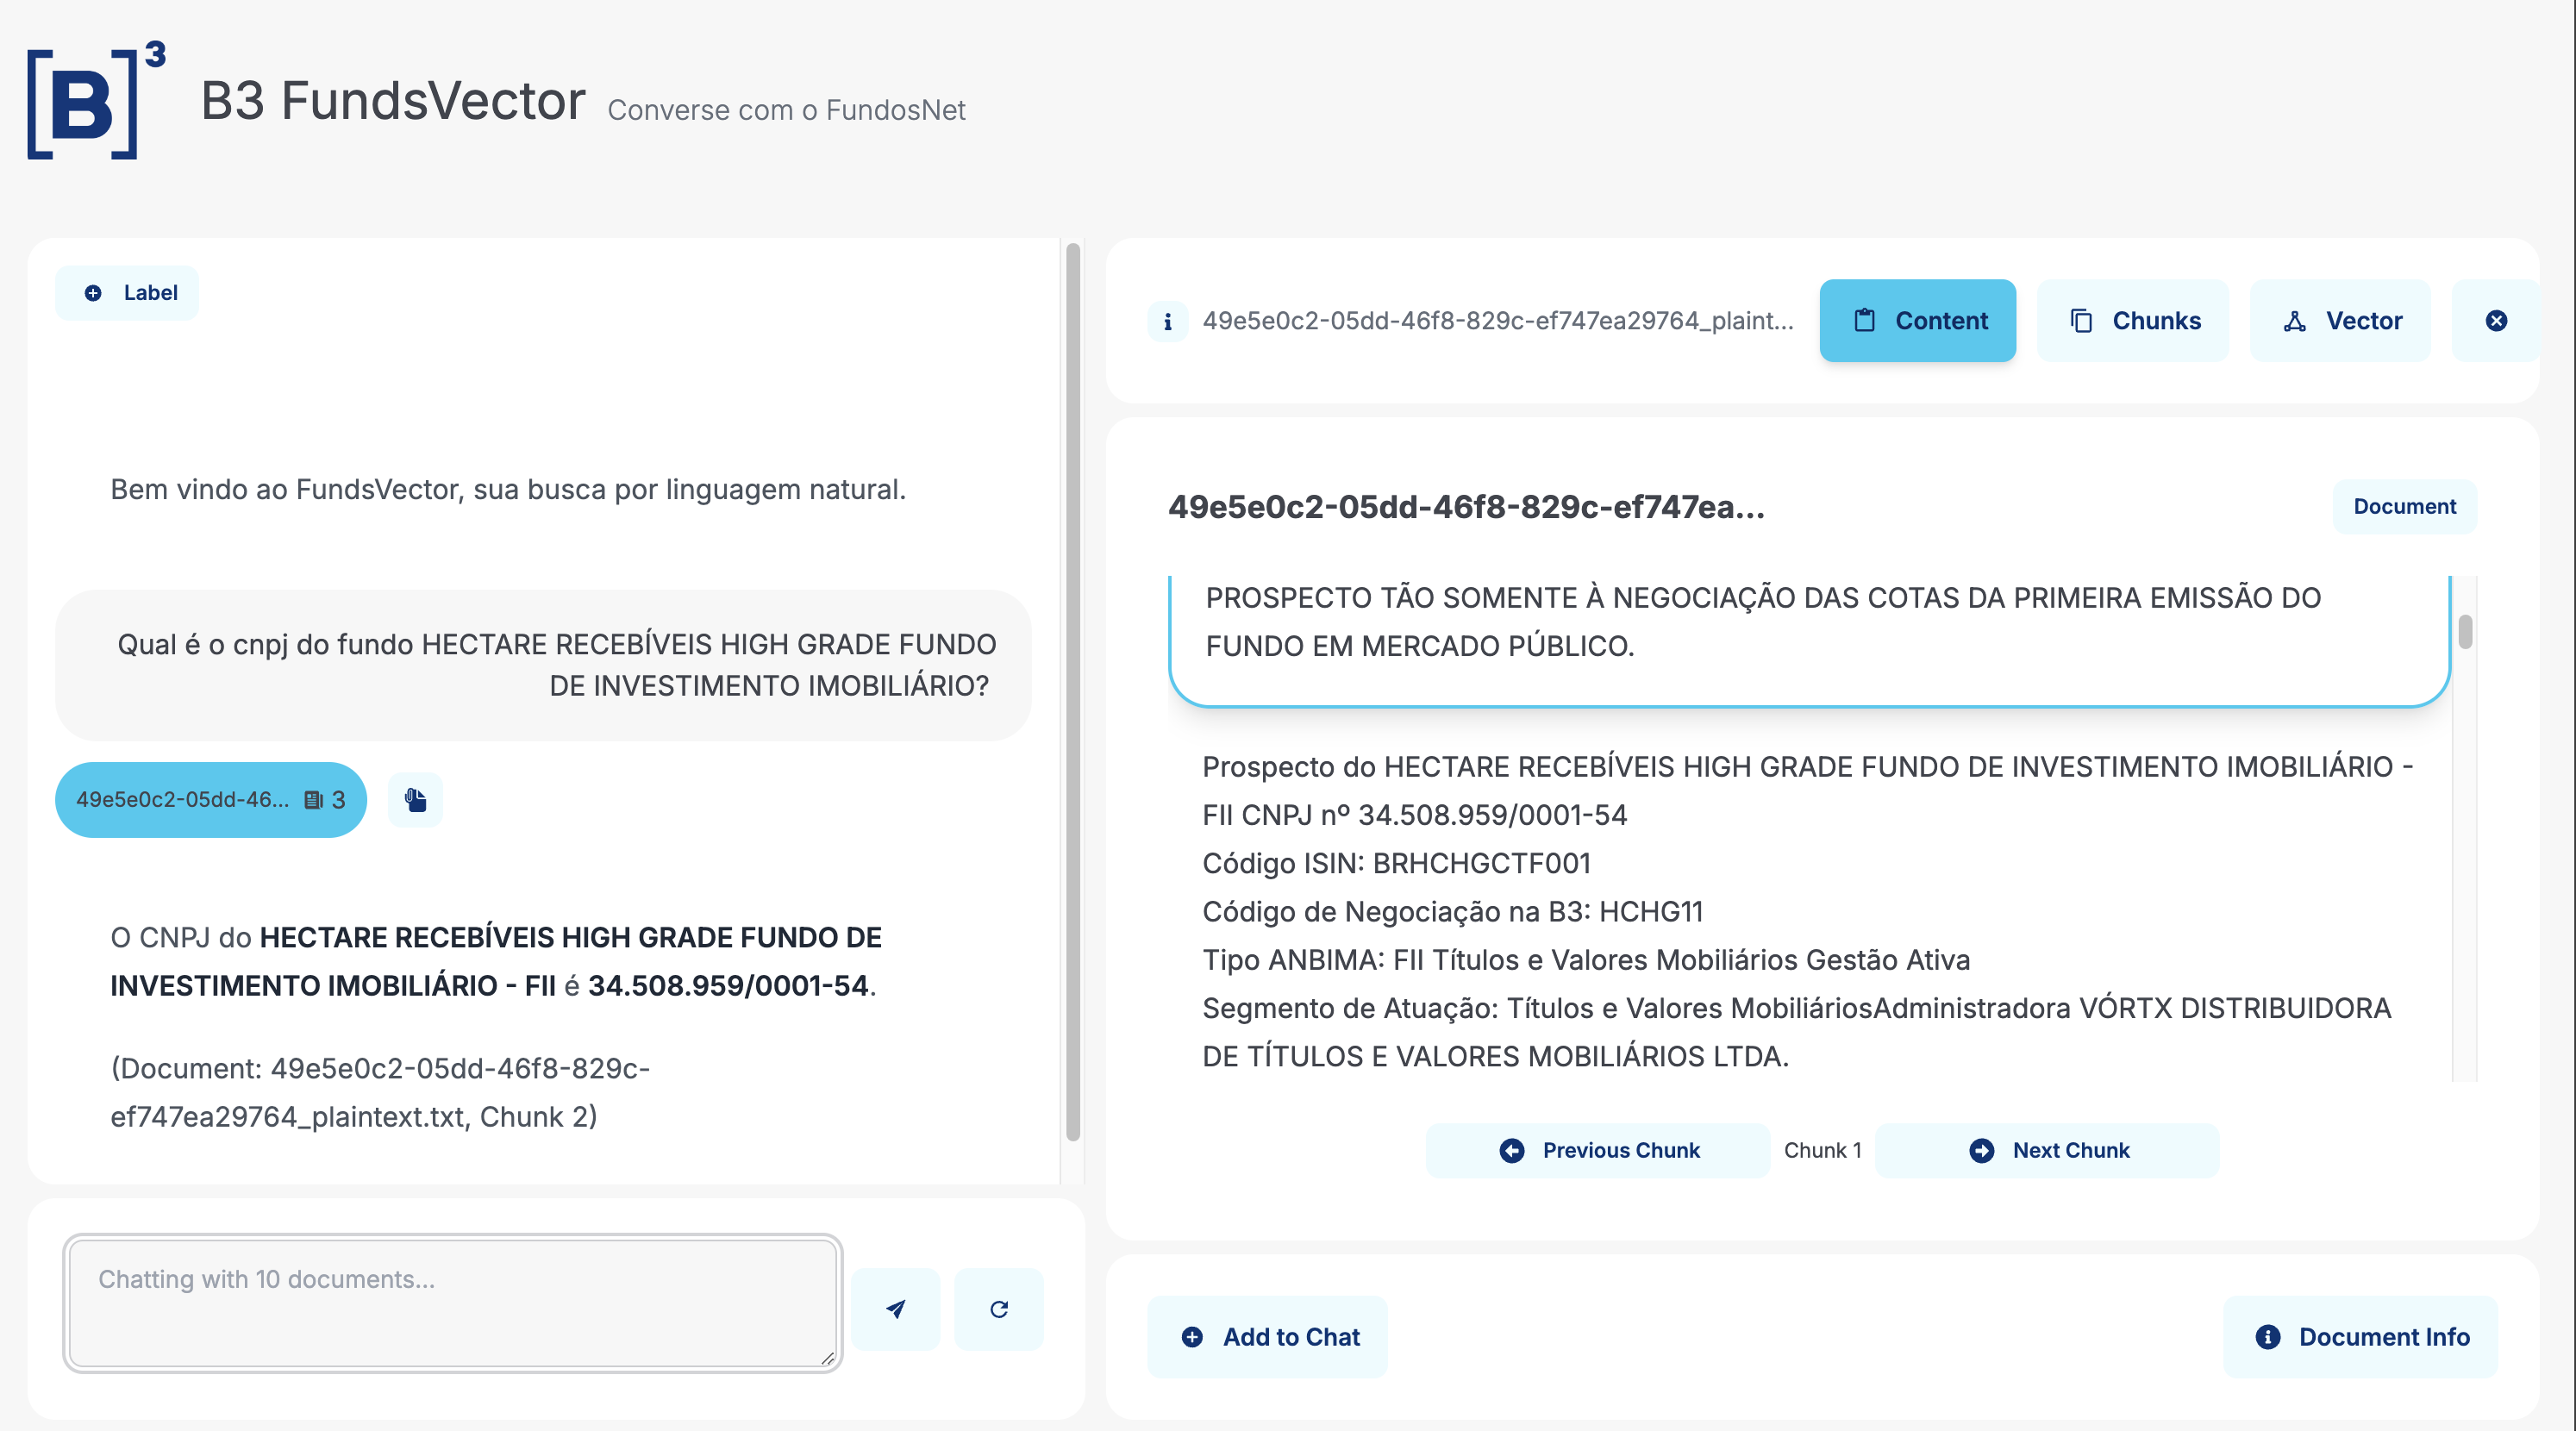 [B]³
B3 FundsVector
Converse com o FundosNet
Label
Bem vindo ao FundsVector, sua busca por linguagem natural.
Qual é o cnpj do fundo HECTARE RECEBÍVEIS HIGH GRADE FUNDO
DE INVESTIMENTO IMOBILIÁRIO?
49e5e0c2-05dd-46... 3
O CNPJ do HECTARE RECEBÍVEIS HIGH GRADE FUNDO DE
INVESTIMENTO IMOBILIÁRIO - FII é 34.508.959/0001-54.
(Document: 49e5e0c2-05dd-46f8-829c-
ef747ea29764_plaintext.txt, Chunk 2)
Chatting with 10 documents...
49e5e0c2-05dd-46f8-829c-ef747ea29764_plaint...
Content
Chunks
Vector
49e5e0c2-05dd-46f8-829c-ef747ea...
Document
PROSPECTO TÃO SOMENTE À NEGOCIAÇÃO DAS COTAS DA PRIMEIRA EMISSÃO DO
FUNDO EM MERCADO PÚBLICO.
Prospecto do HECTARE RECEBÍVEIS HIGH GRADE FUNDO DE INVESTIMENTO IMOBILIÁRIO -
FII CNPJ nº 34.508.959/0001-54
Código ISIN: BRHCHGCTF001
Código de Negociação na B3: HCHG11
Tipo ANBIMA: FII Títulos e Valores Mobiliários Gestão Ativa
Segmento de Atuação: Títulos e Valores MobiliáriosAdministradora VÓRTX DISTRIBUIDORA
DE TÍTULOS E VALORES MOBILIÁRIOS LTDA.
Previous Chunk
Chunk 1
Next Chunk
Add to Chat
Document Info